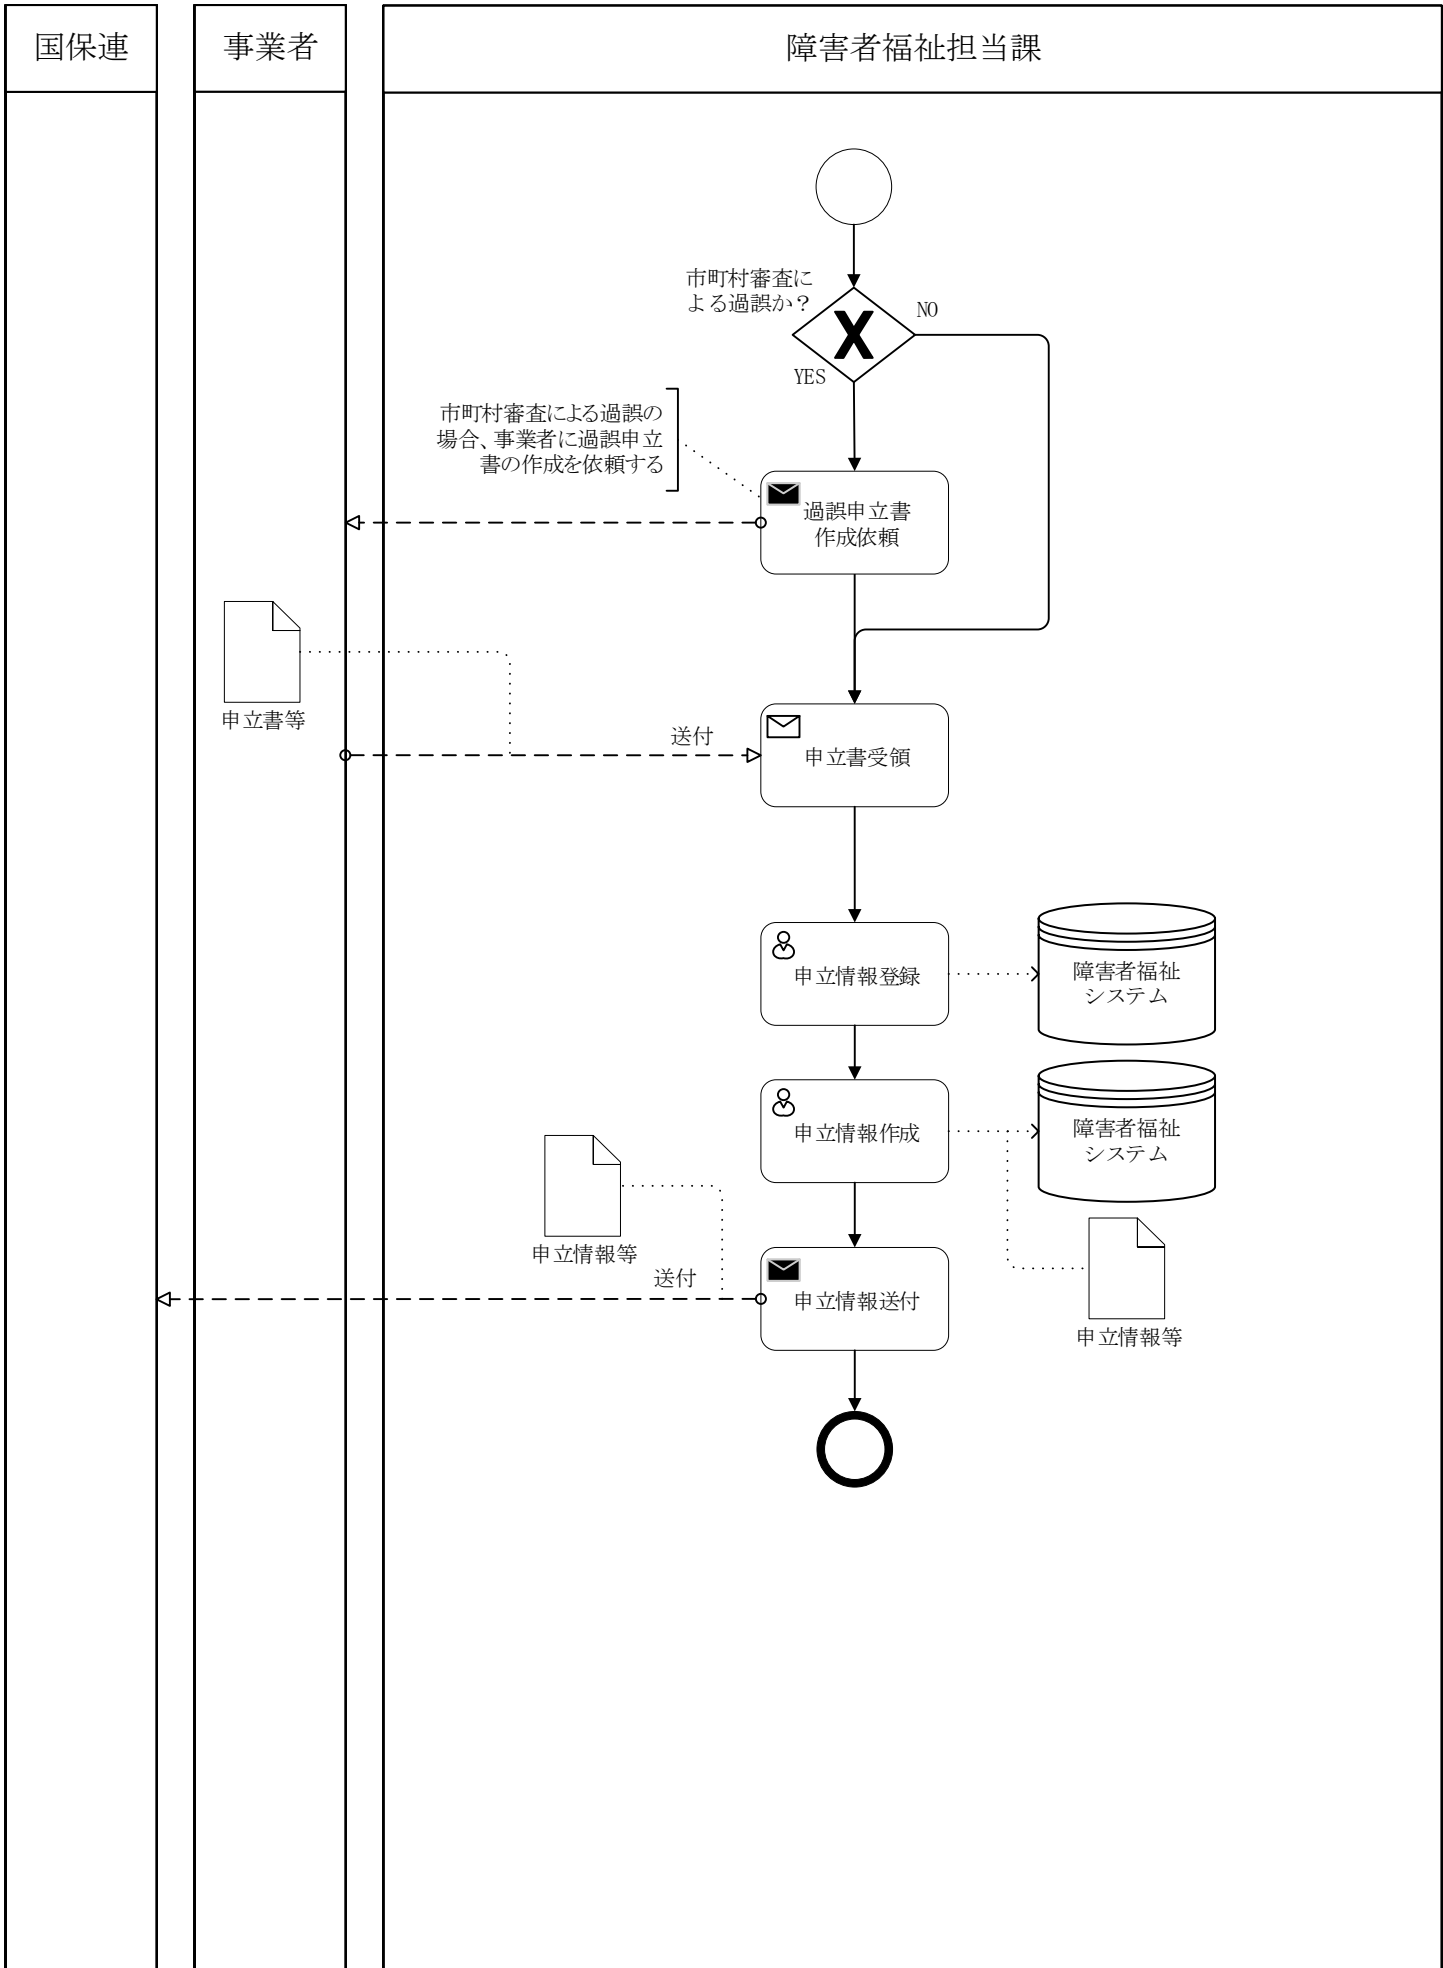 国保連
事業者
障害者福祉担当課
市町村審査に
よる過誤か？
NO
YES
市町村審査による過誤の
場合、事業者に過誤申立
書の作成を依頼する
過誤申立書
作成依頼
申立書等
送付
申立書受領
申立情報登録
障害者福祉
システム
申立情報作成
障害者福祉
システム
申立情報等
送付
申立情報送付
申立情報等